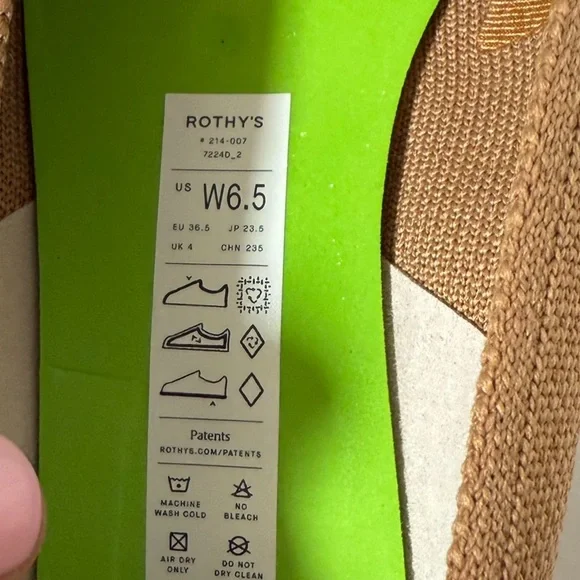 ROTHY'S
# 214-007
7224D_2
US W6.5
EU 36.5 JP 23.5
UK 4 CHN 235
Patents
ROTHYS.COM/PATENTS
MACHINE WASH COLD
NO BLEACH
AIR DRY ONLY
DO NOT DRY CLEAN